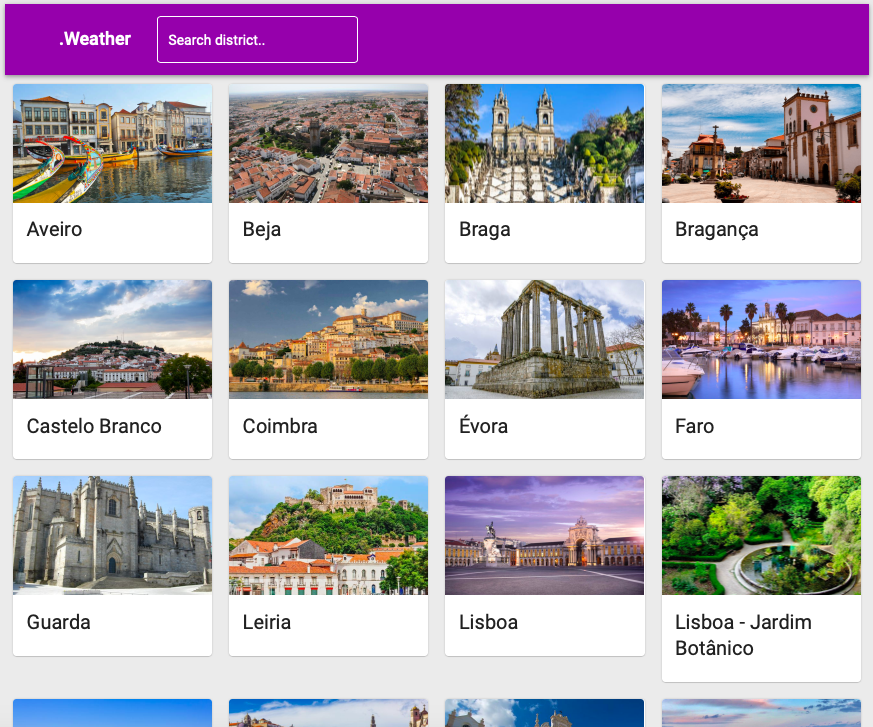 .Weather
Search district..
Aveiro
Beja
Braga
Bragança
Castelo Branco
Coimbra
Évora
Faro
Guarda
Leiria
Lisboa
Lisboa - Jardim
Botânico